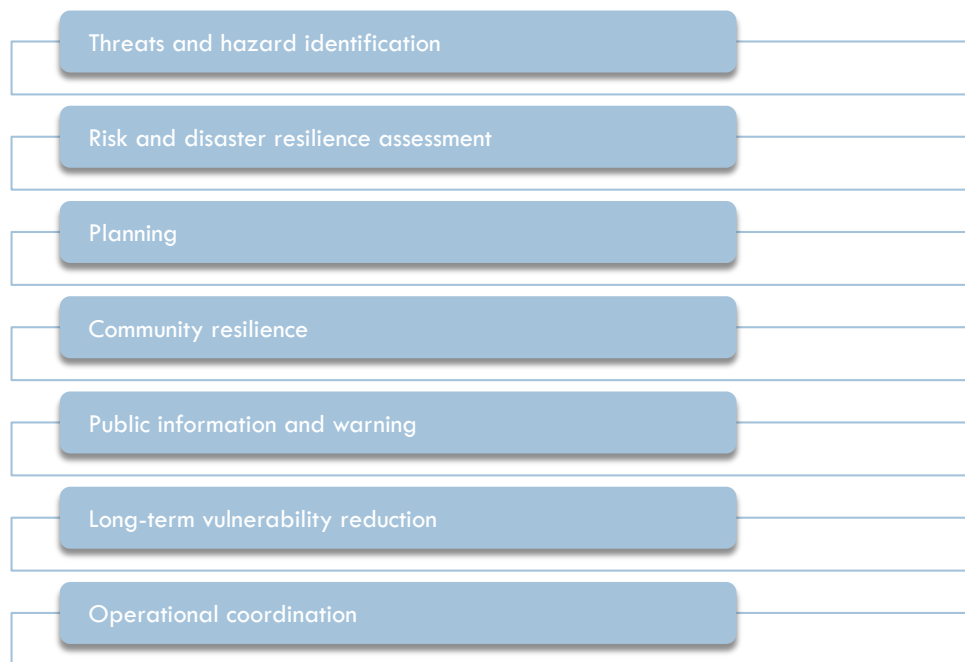 Threats and hazard identification
Risk and disaster resilience assessment
Planning
Community resilience
Public information and warning
Long-term vulnerability reduction
Operational coordination